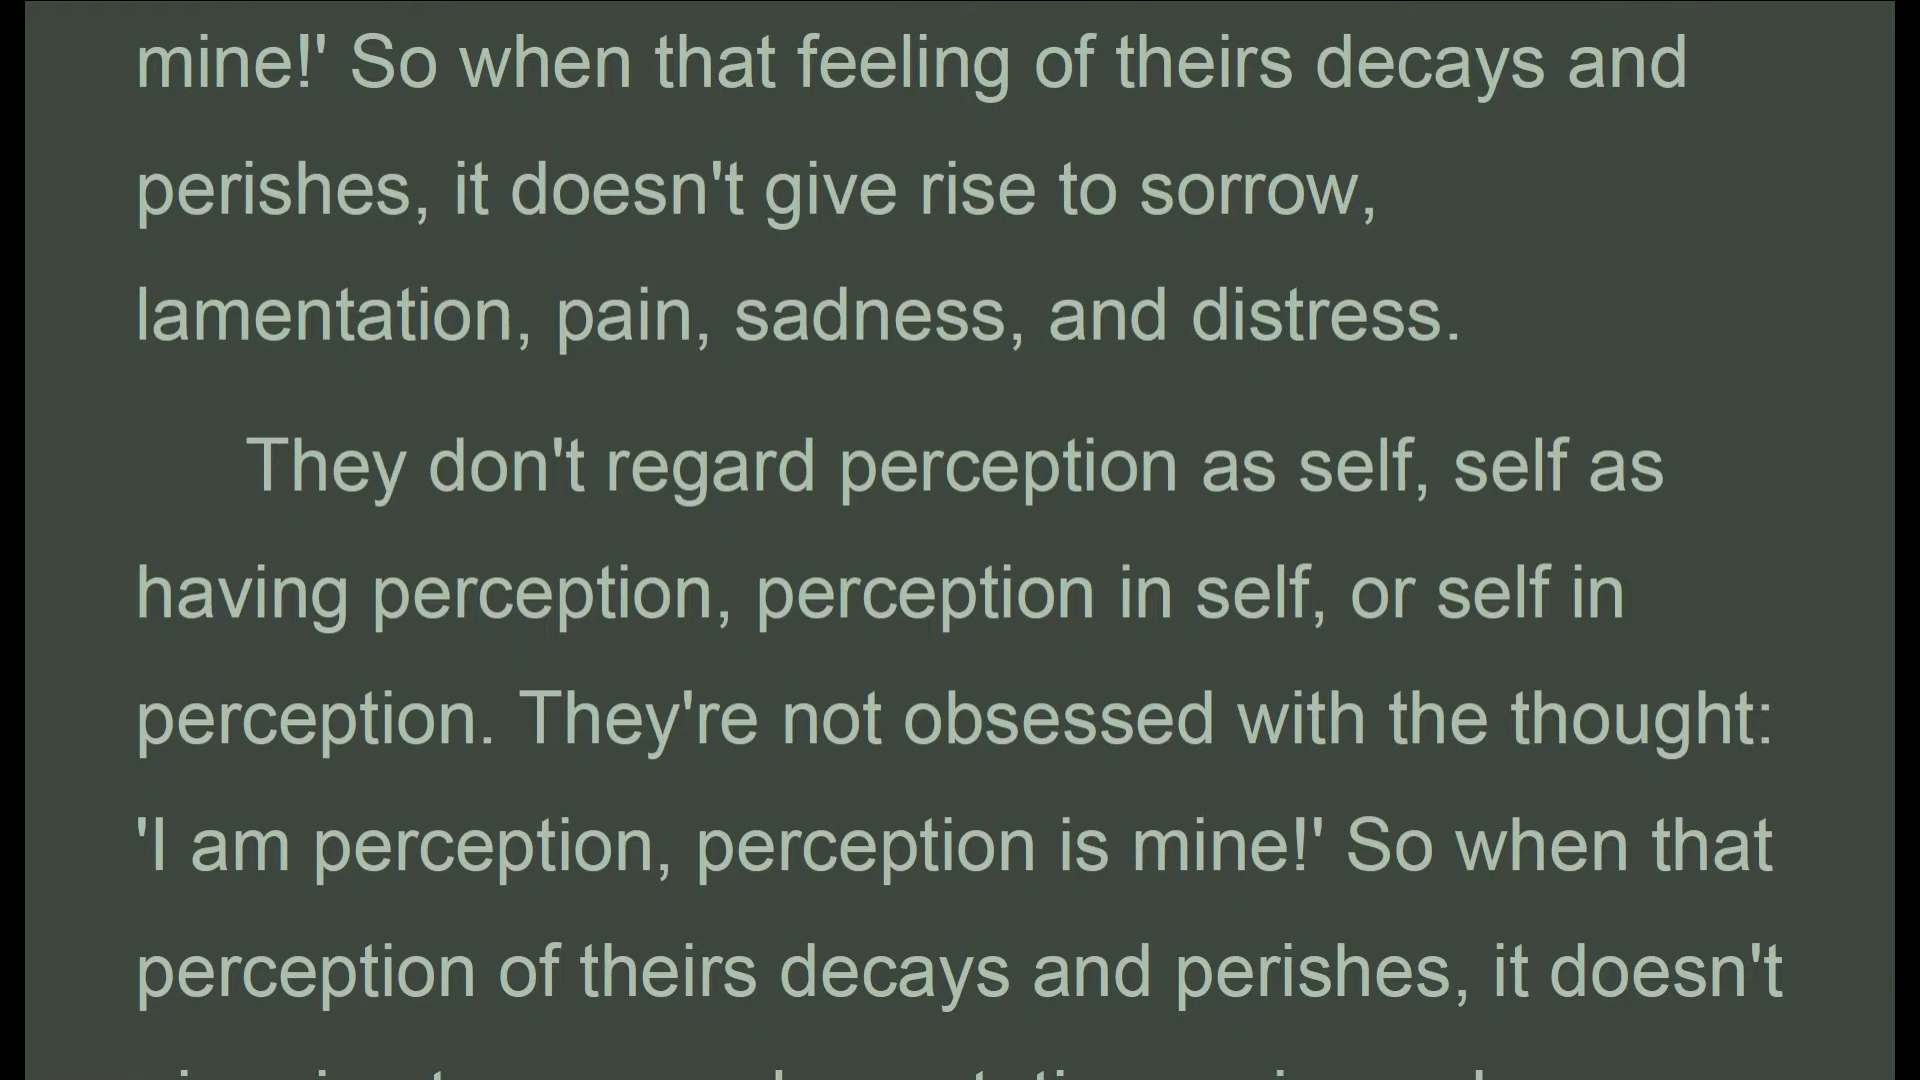 mine!' So when that feeling of theirs decays and
perishes, it doesn't give rise to sorrow,
lamentation, pain, sadness, and distress.
They don't regard perception as self, self as
having perception, perception in self, or self in
perception. They're not obsessed with the thought:
'I am perception, perception is mine!' So when that
perception of theirs decays and perishes, it doesn't